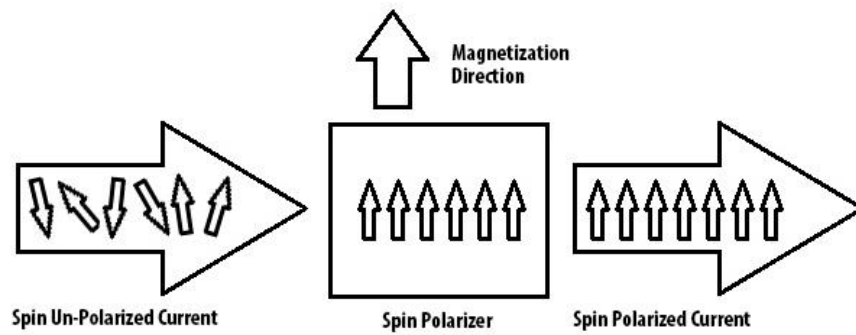 Magnetization
Direction
Spin Un-Polarized Current
Spin Polarizer
Spin Polarized Current